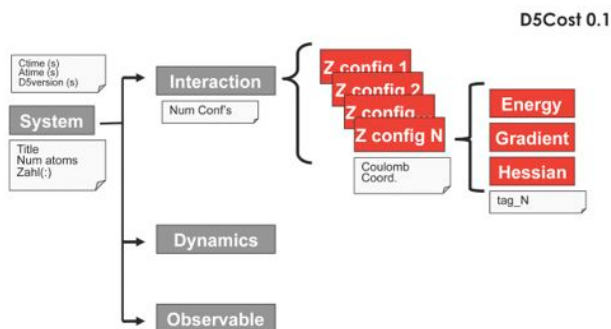 D5Cost 0.1
Ctime (s)
Atime (s)
D5version (s)
System
Title
Num atoms
Zahl(:)
Interaction
Num Conf's
Z config 1
Z config 2
Z config...
Z config N
Coulomb
Coord.
Energy
Gradient
Hessian
tag_N
Dynamics
Observable